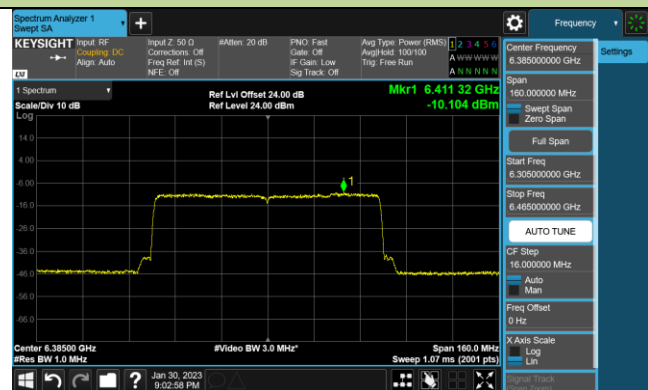 Spectrum Analyzer 1
Swept SA
Frequency
KEYSIGHT
Input: RF
Coupling: DC
Align: Auto
Input Z: 50 Ω
Corrections: Off
Freq Ref: Int (S)
NFE: Off
#Atten: 20 dB
PNO: Fast
Gate: Off
IF Gain: Low
Sig Track: Off
Avg Type: Power (RMS)
Avg|Hold: 100/100
Trig: Free Run
1 2 3 4 5 6
A W W W W W
A N N N N N
LXI
1 Spectrum
Scale/Div 10 dB
Log
Ref Lvl Offset 24.00 dB
Ref Level 24.00 dBm
Mkr1 6.411 32 GHz
-10.104 dBm
14.0
4.00
-6.00
-16.0
-26.0
-36.0
-46.0
-56.0
-66.0
1
Center 6.38500 GHz
#Res BW 1.0 MHz
#Video BW 3.0 MHz*
Span 160.0 MHz
Sweep 1.07 ms (2001 pts)
Jan 30, 2023
9:02:58 PM
Center Frequency
6.385000000 GHz
Settings
Span
160.000000 MHz
Swept Span
Zero Span
Full Span
Start Freq
6.305000000 GHz
Stop Freq
6.465000000 GHz
AUTO TUNE
CF Step
16.000000 MHz
Auto
Man
Freq Offset
0 Hz
X Axis Scale
Log
Lin
Signal Track
(Span Zoom)